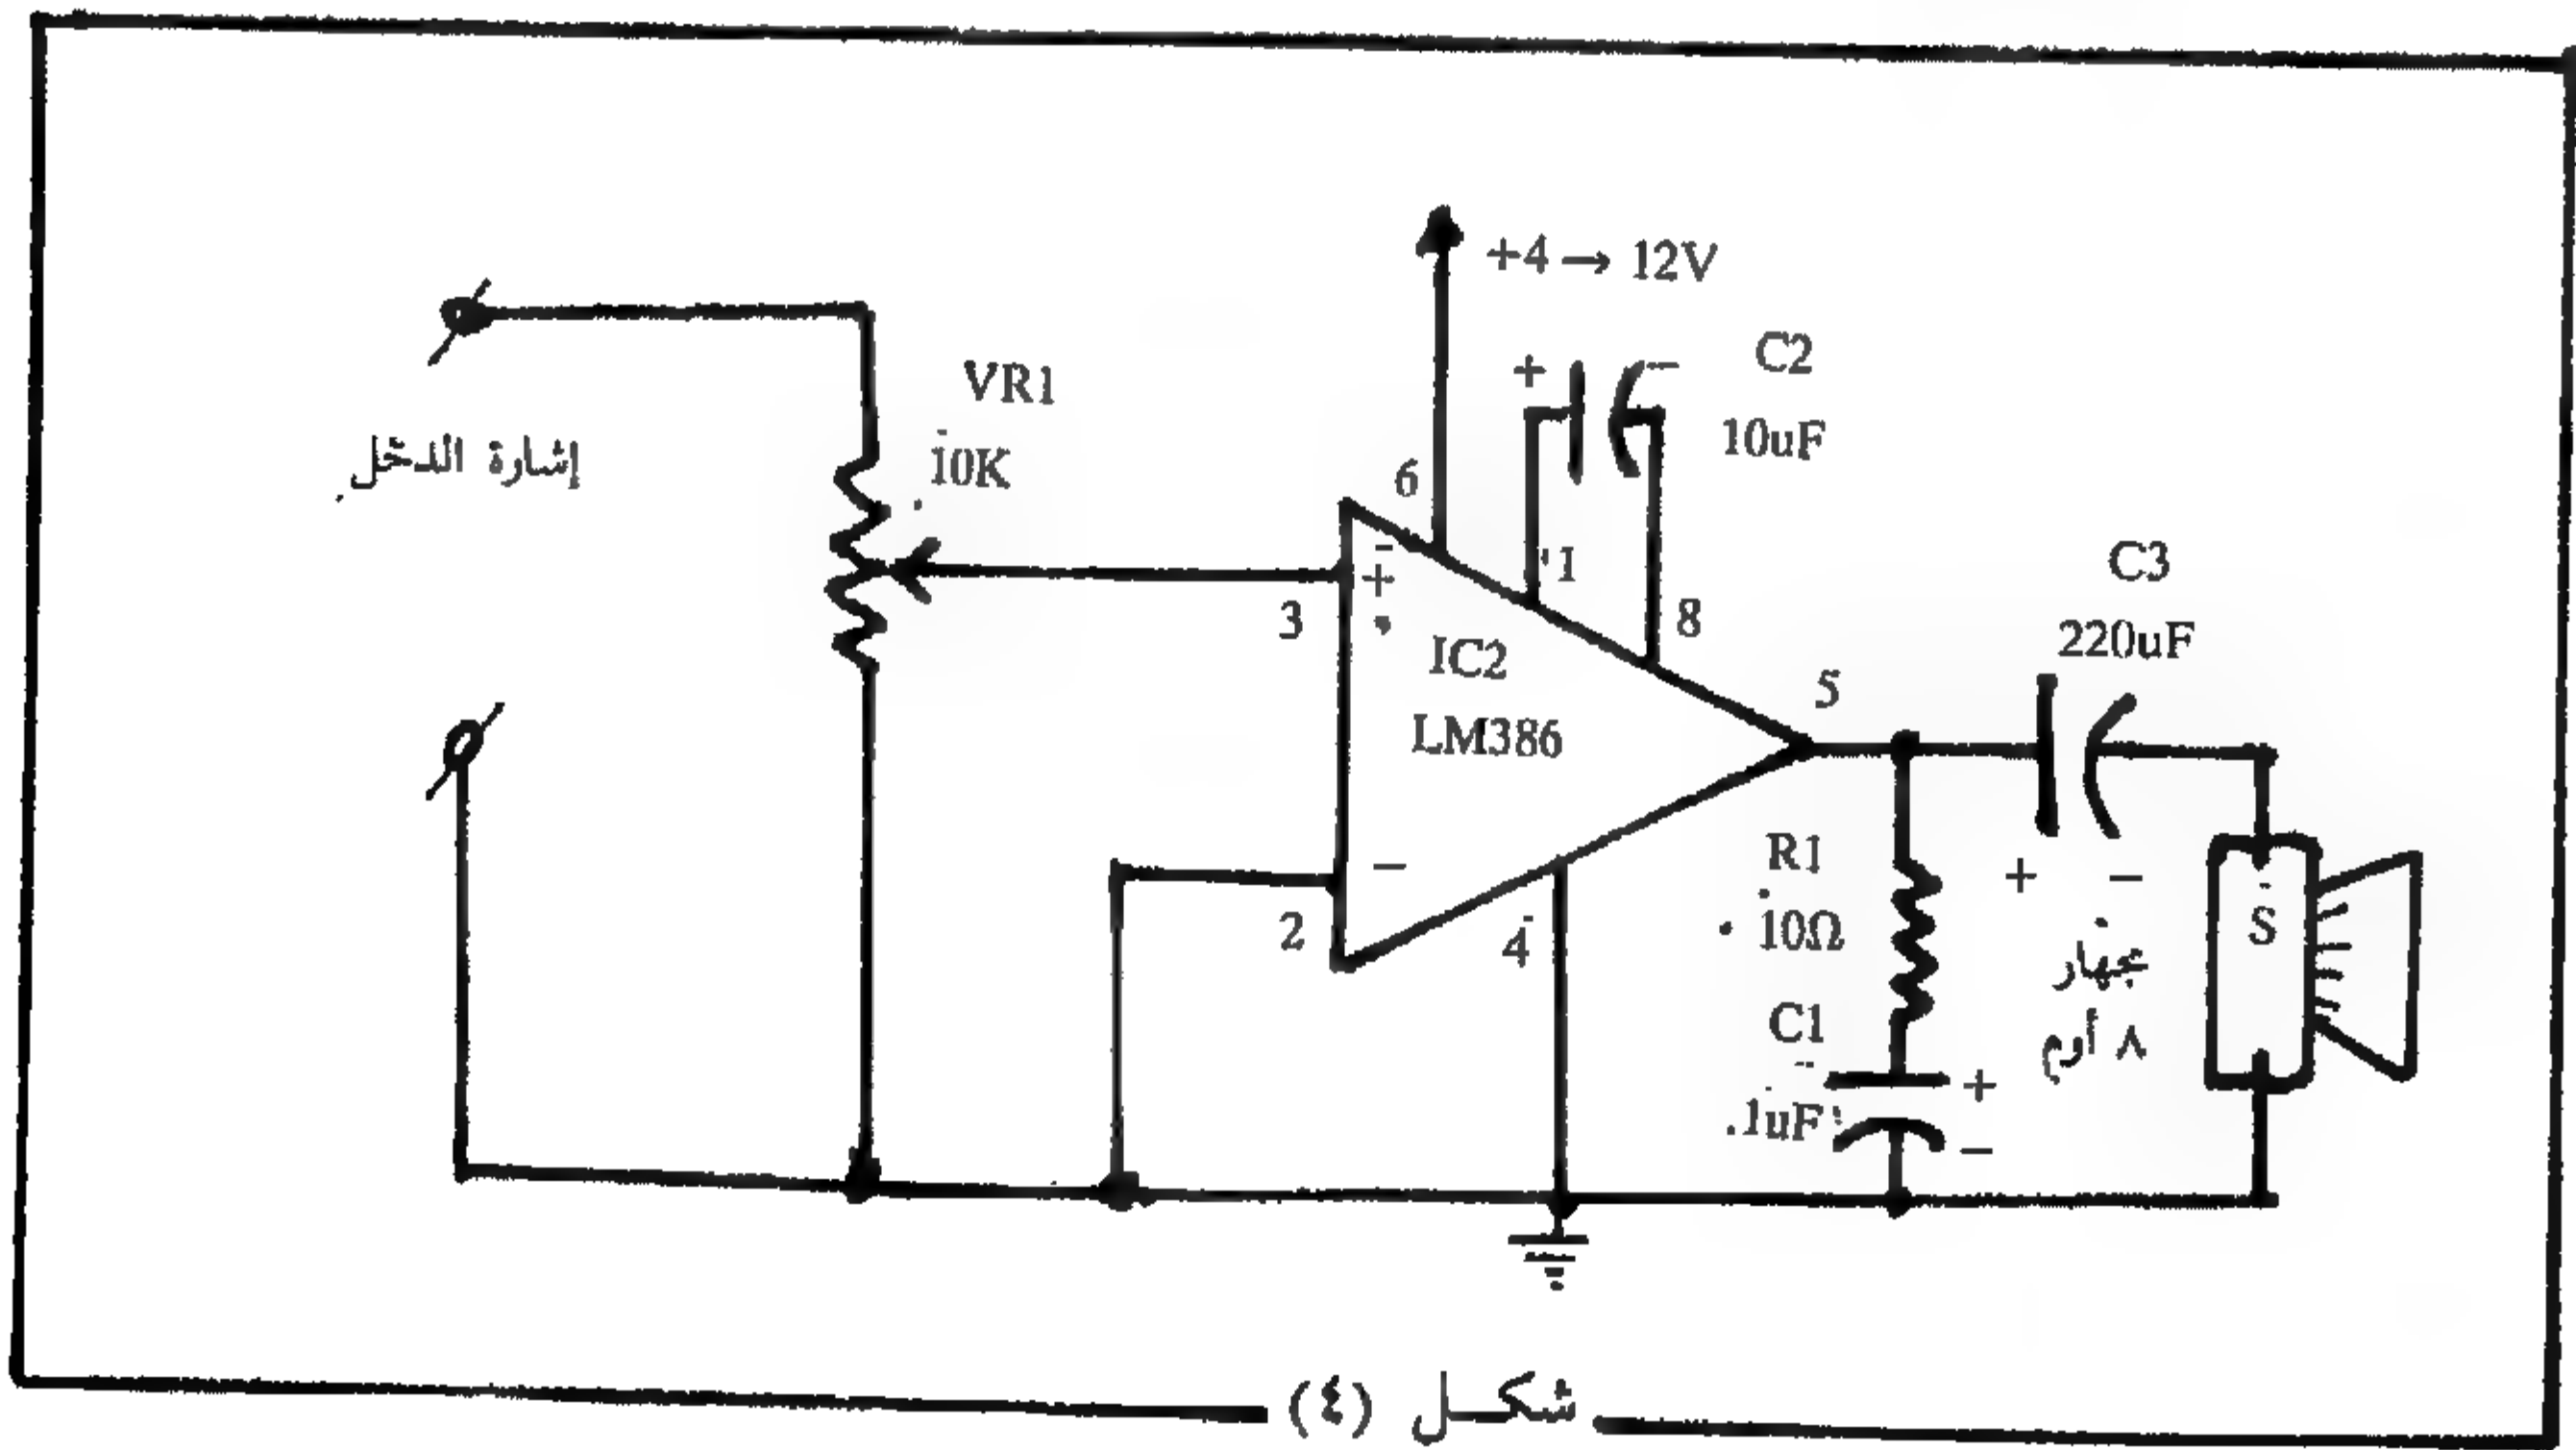 +4 → 12V
VR1
10K
إشارة الدخل
+ −
C2
10uF
6
1
8
3
+
IC2
LM386
2
−
4
5
C3
220uF
+ −
R1
10Ω
C1
.1uF
+
−
مجهار
٨ أوم
S
شكل (٤)